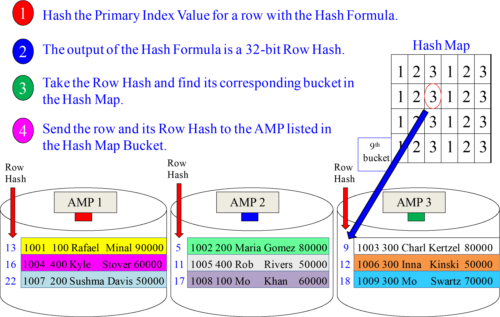 1 Hash the Primary Index Value for a row with the Hash Formula.
2 The output of the Hash Formula is a 32-bit Row Hash.
3 Take the Row Hash and find its corresponding bucket in
the Hash Map.
4 Send the row and its Row Hash to the AMP listed in
the Hash Map Bucket.
Hash Map
1 2 3 1 2 3
1 2 3 1 2 3
1 2 3 1 2 3
1 2 3 1 2 3
9th
bucket
Row
Hash
AMP 1
13 1001 100 Rafael Minal 90000
16 1004 400 Kyle Stover 60000
22 1007 200 Sushma Davis 50000
Row
Hash
AMP 2
5 1002 200 Maria Gomez 80000
11 1005 400 Rob Rivers 50000
17 1008 100 Mo Khan 60000
Row
Hash
AMP 3
9 1003 300 Charl Kertzel 80000
12 1006 300 Inna Kinski 50000
18 1009 300 Mo Swartz 70000